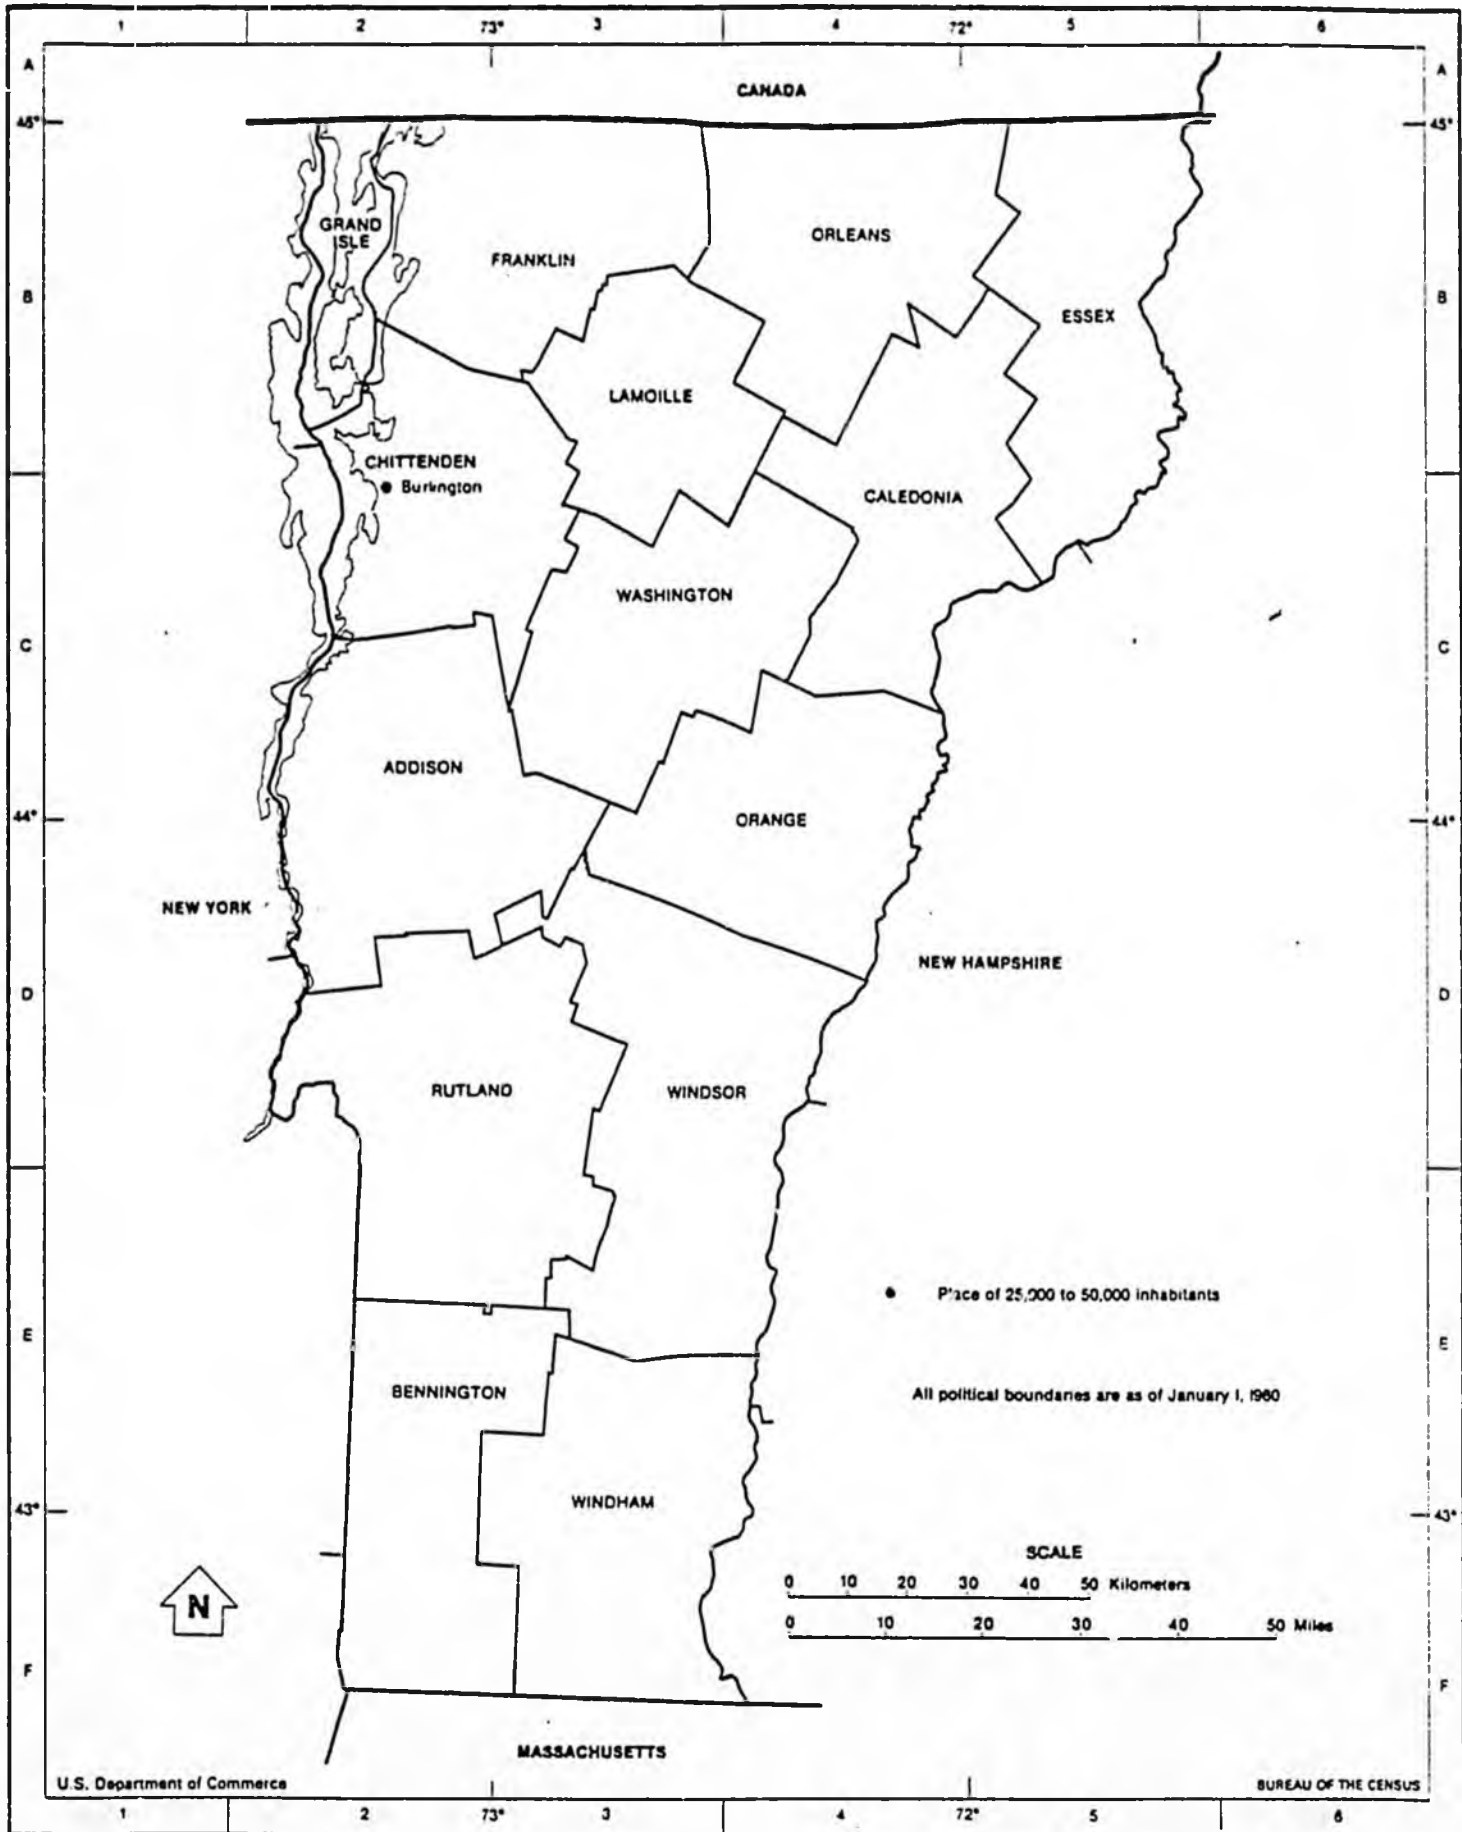 1 2 73° 3 4 72° 5 6
A A
CANADA
45° 45°
GRAND
ISLE
ORLEANS
FRANKLIN
B B
ESSEX
LAMOILLE
CHITTENDEN
Burlington
CALEDONIA
WASHINGTON
C C
ADDISON
44° ORANGE 44°
NEW YORK
NEW HAMPSHIRE
D D
RUTLAND WINDSOR
Place of 25,000 to 50,000 inhabitants
E E
BENNINGTON
All political boundaries are as of January 1, 1980
WINDHAM
43° 43°
SCALE
0 10 20 30 40 50 Kilometers
N
0 10 20 30 40 50 Miles
F F
MASSACHUSETTS
U.S. Department of Commerce BUREAU OF THE CENSUS
1 2 73° 3 4 72° 5 6